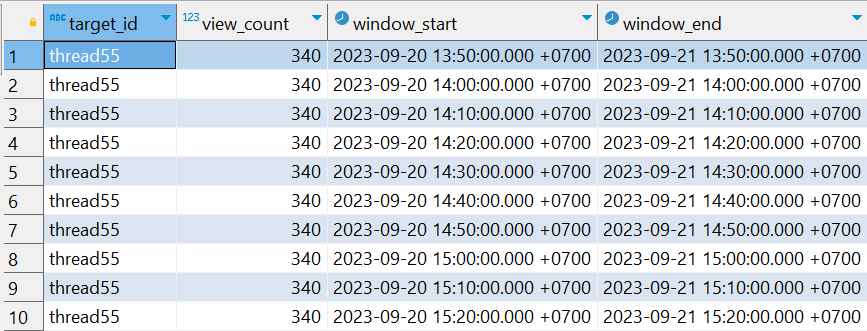 ABC target_id 123 view_count window_start window_end
1 thread55 340 2023-09-20 13:50:00.000 +0700 2023-09-21 13:50:00.000 +0700
2 thread55 340 2023-09-20 14:00:00.000 +0700 2023-09-21 14:00:00.000 +0700
3 thread55 340 2023-09-20 14:10:00.000 +0700 2023-09-21 14:10:00.000 +0700
4 thread55 340 2023-09-20 14:20:00.000 +0700 2023-09-21 14:20:00.000 +0700
5 thread55 340 2023-09-20 14:30:00.000 +0700 2023-09-21 14:30:00.000 +0700
6 thread55 340 2023-09-20 14:40:00.000 +0700 2023-09-21 14:40:00.000 +0700
7 thread55 340 2023-09-20 14:50:00.000 +0700 2023-09-21 14:50:00.000 +0700
8 thread55 340 2023-09-20 15:00:00.000 +0700 2023-09-21 15:00:00.000 +0700
9 thread55 340 2023-09-20 15:10:00.000 +0700 2023-09-21 15:10:00.000 +0700
10 thread55 340 2023-09-20 15:20:00.000 +0700 2023-09-21 15:20:00.000 +0700